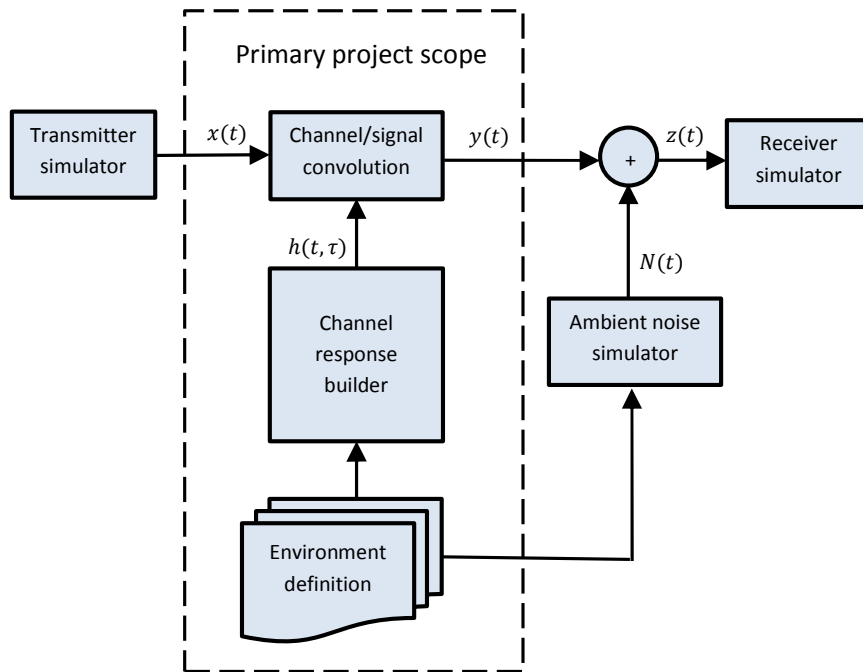 Primary project scope
Transmitter
simulator
x(t)
Channel/signal
convolution
y(t)
+
z(t)
Receiver
simulator
h(t, τ)
N(t)
Channel
response
builder
Ambient noise
simulator
Environment
definition